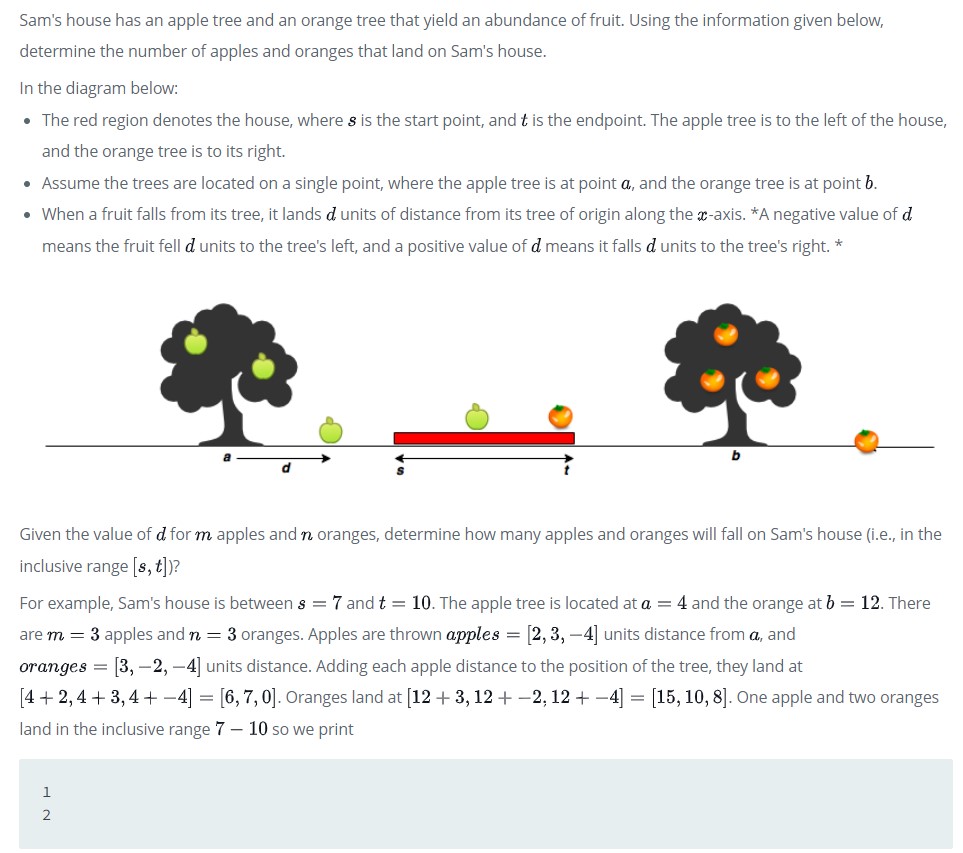 Sam's house has an apple tree and an orange tree that yield an abundance of fruit. Using the information given below,
determine the number of apples and oranges that land on Sam's house.
In the diagram below:
• The red region denotes the house, where s is the start point, and t is the endpoint. The apple tree is to the left of the house,
and the orange tree is to its right.
• Assume the trees are located on a single point, where the apple tree is at point a, and the orange tree is at point b.
• When a fruit falls from its tree, it lands d units of distance from its tree of origin along the x-axis. *A negative value of d
means the fruit fell d units to the tree's left, and a positive value of d means it falls d units to the tree's right. *
a d s t b
Given the value of d for m apples and n oranges, determine how many apples and oranges will fall on Sam's house (i.e., in the
inclusive range [s, t])?
For example, Sam's house is between s = 7 and t = 10. The apple tree is located at a = 4 and the orange at b = 12. There
are m = 3 apples and n = 3 oranges. Apples are thrown apples = [2, 3, −4] units distance from a, and
oranges = [3, −2, −4] units distance. Adding each apple distance to the position of the tree, they land at
[4 + 2, 4 + 3, 4 + −4] = [6, 7, 0]. Oranges land at [12 + 3, 12 + −2, 12 + −4] = [15, 10, 8]. One apple and two oranges
land in the inclusive range 7 − 10 so we print
1
2